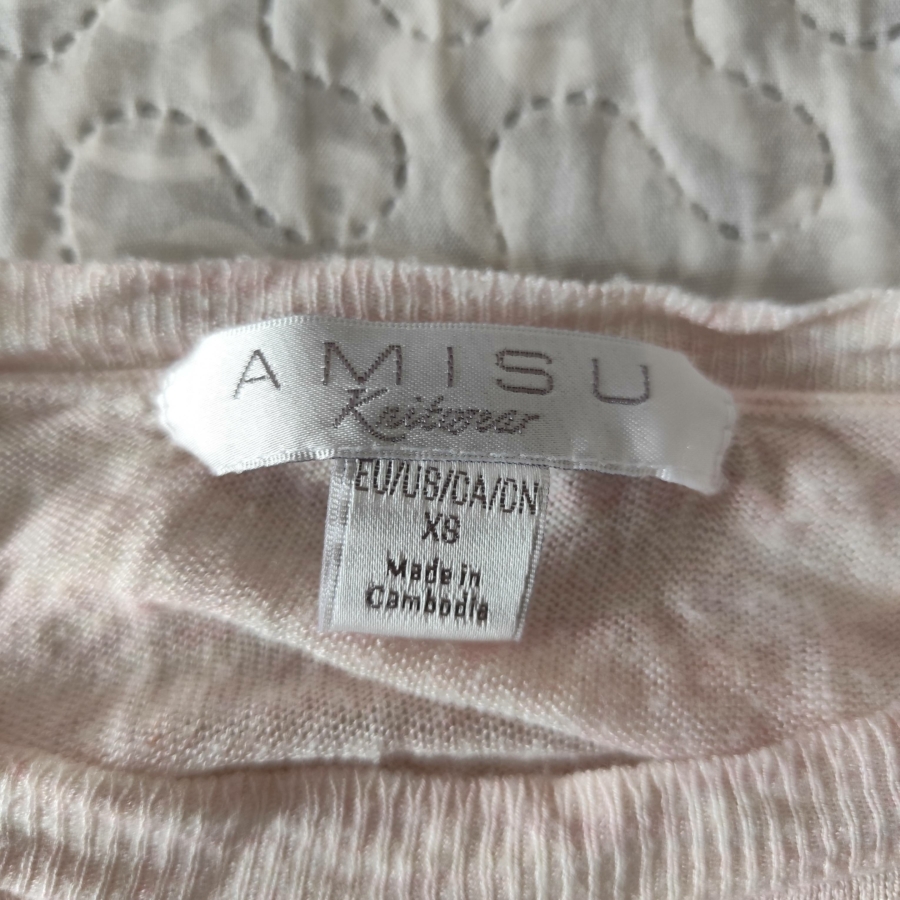 AMISU
Knitwear
EU/US/CA/CN
XS
Made in
Cambodia